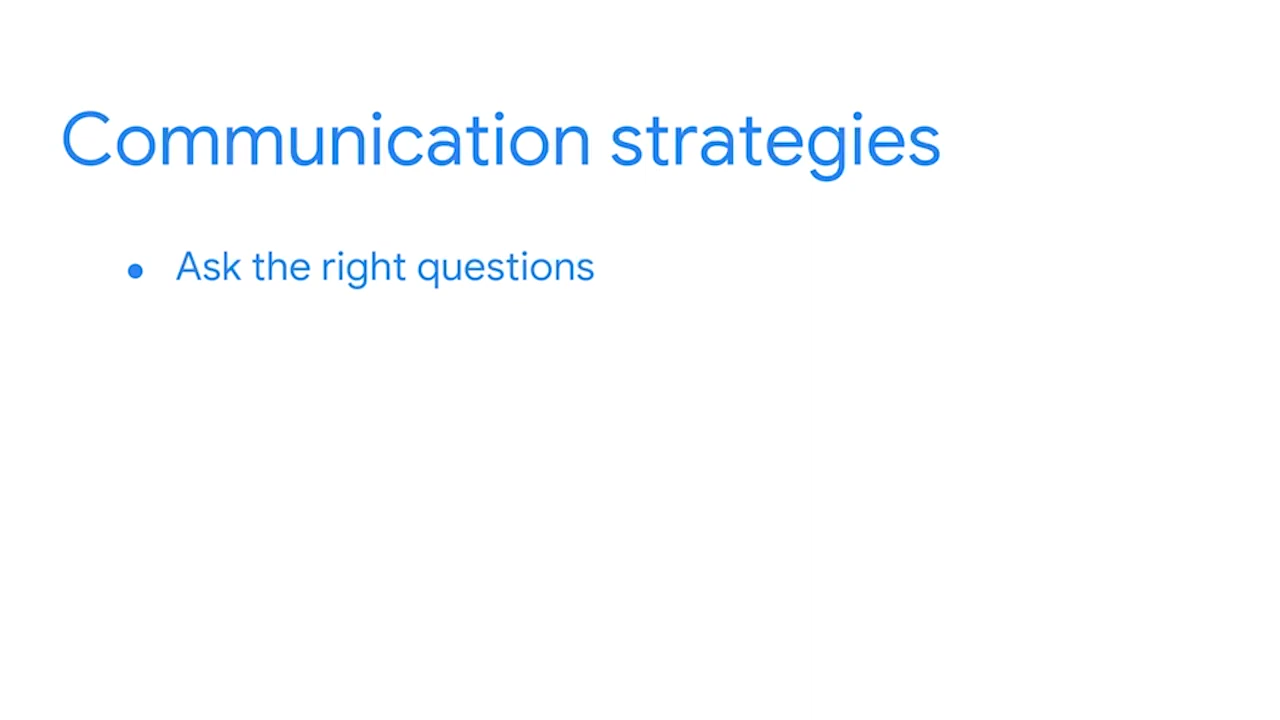 Communication strategies
• Ask the right questions